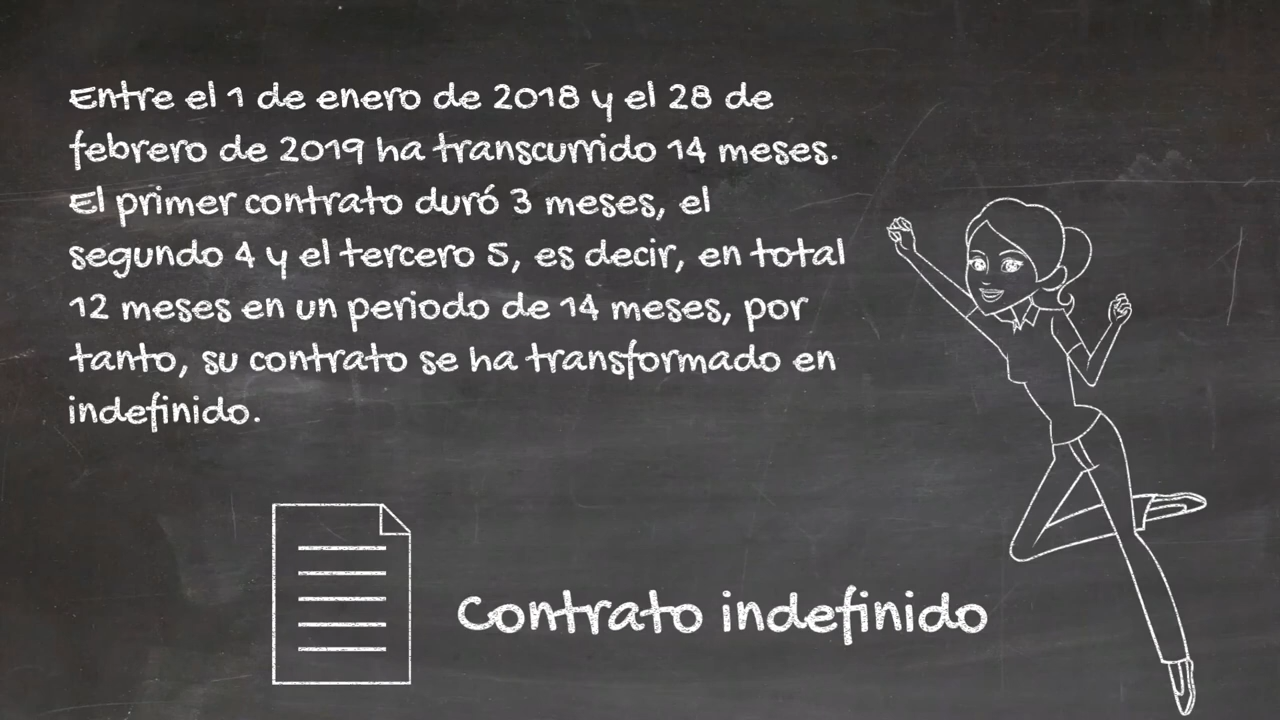 Entre el 1 de enero de 2018 y el 28 de
febrero de 2019 ha transcurrido 14 meses.
El primer contrato duró 3 meses, el
segundo 4 y el tercero 5, es decir, en total
12 meses en un periodo de 14 meses, por
tanto, su contrato se ha transformado en
indefinido.
Contrato indefinido